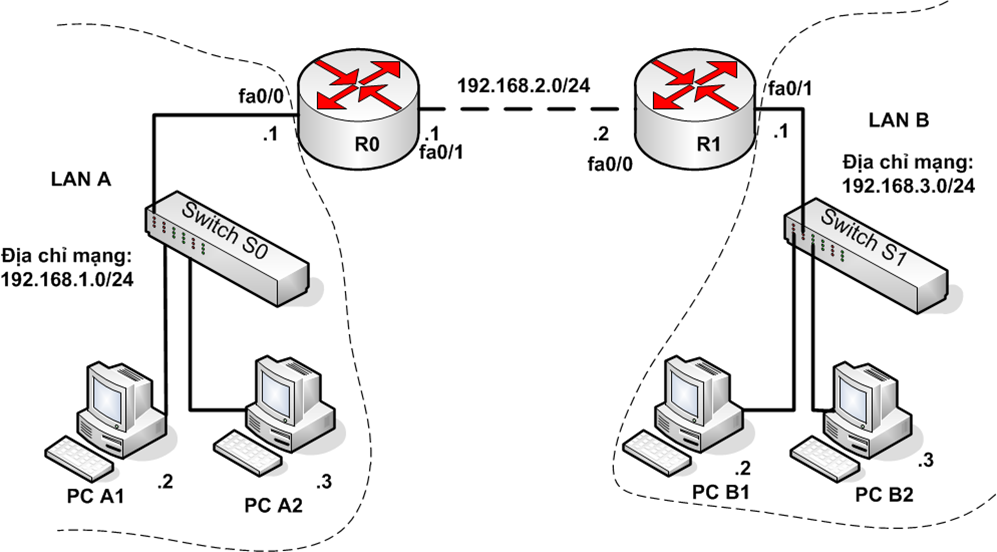 192.168.2.0/24
fa0/0
fa0/1
.1
R0
.1
fa0/1
.2
fa0/0
R1
.1
LAN B
LAN A
Địa chỉ mạng:
192.168.3.0/24
Switch S0
Switch S1
Địa chỉ mạng:
192.168.1.0/24
.2
.3
.2
.3
PC A1
PC A2
PC B1
PC B2